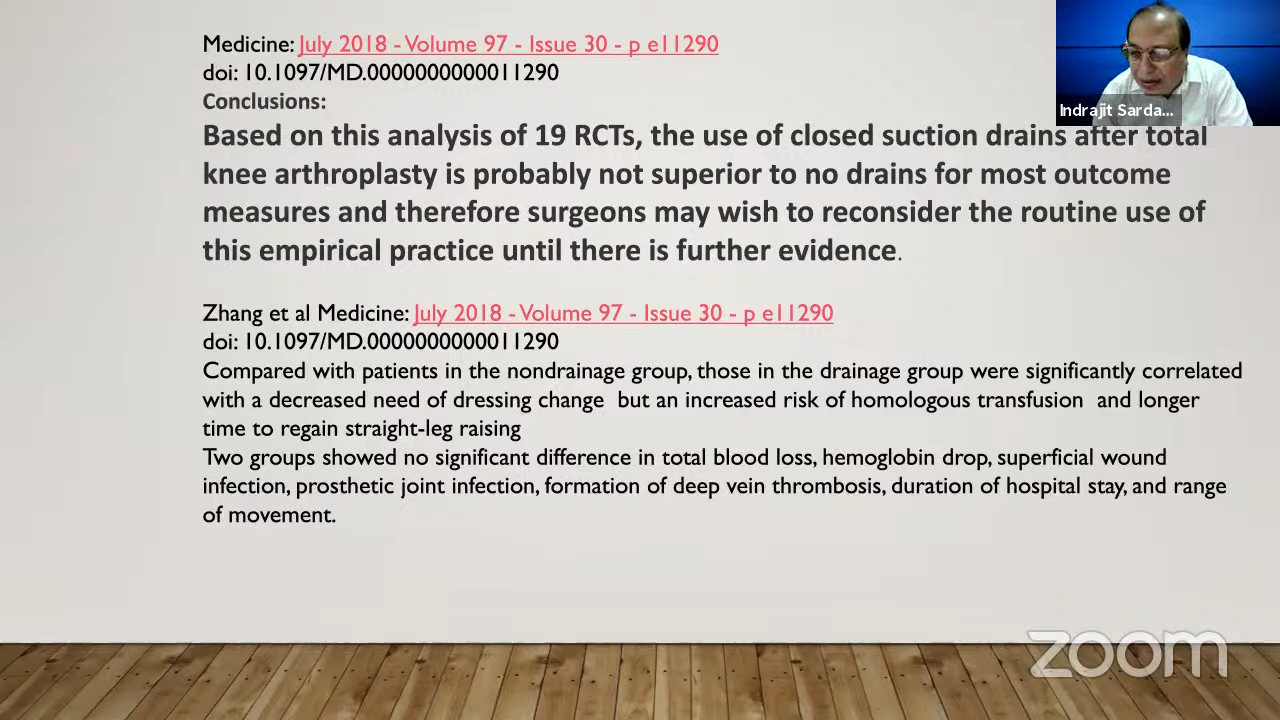 Medicine: July 2018 - Volume 97 - Issue 30 - p e11290
doi: 10.1097/MD.0000000000011290
Conclusions:
Based on this analysis of 19 RCTs, the use of closed suction drains after total
knee arthroplasty is probably not superior to no drains for most outcome
measures and therefore surgeons may wish to reconsider the routine use of
this empirical practice until there is further evidence.
Zhang et al Medicine: July 2018 - Volume 97 - Issue 30 - p e11290
doi: 10.1097/MD.0000000000011290
Compared with patients in the nondrainage group, those in the drainage group were significantly correlated
with a decreased need of dressing change but an increased risk of homologous transfusion and longer
time to regain straight-leg raising
Two groups showed no significant difference in total blood loss, hemoglobin drop, superficial wound
infection, prosthetic joint infection, formation of deep vein thrombosis, duration of hospital stay, and range
of movement.
Indrajit Sarda...
zoom